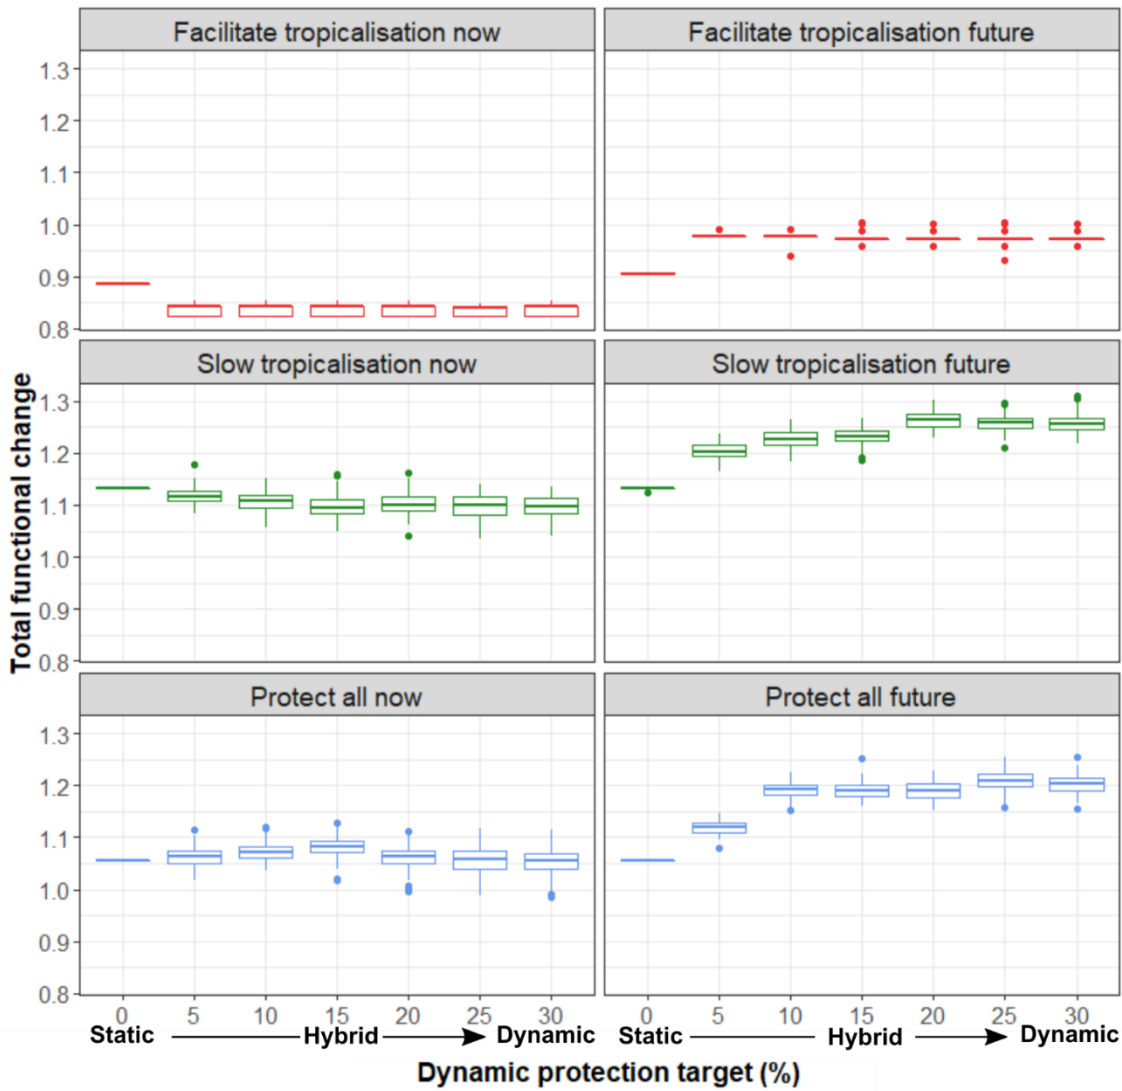 Facilitate tropicalisation now
Facilitate tropicalisation future
1.3
1.2
1.1
1.0
0.9
0.8
Slow tropicalisation now
Slow tropicalisation future
1.3
1.2
1.1
1.0
0.9
0.8
Total functional change
Protect all now
Protect all future
1.3
1.2
1.1
1.0
0.9
0.8
0 5 10 15 20 25 30 0 5 10 15 20 25 30
Static Hybrid Dynamic Static Hybrid Dynamic
Dynamic protection target (%)